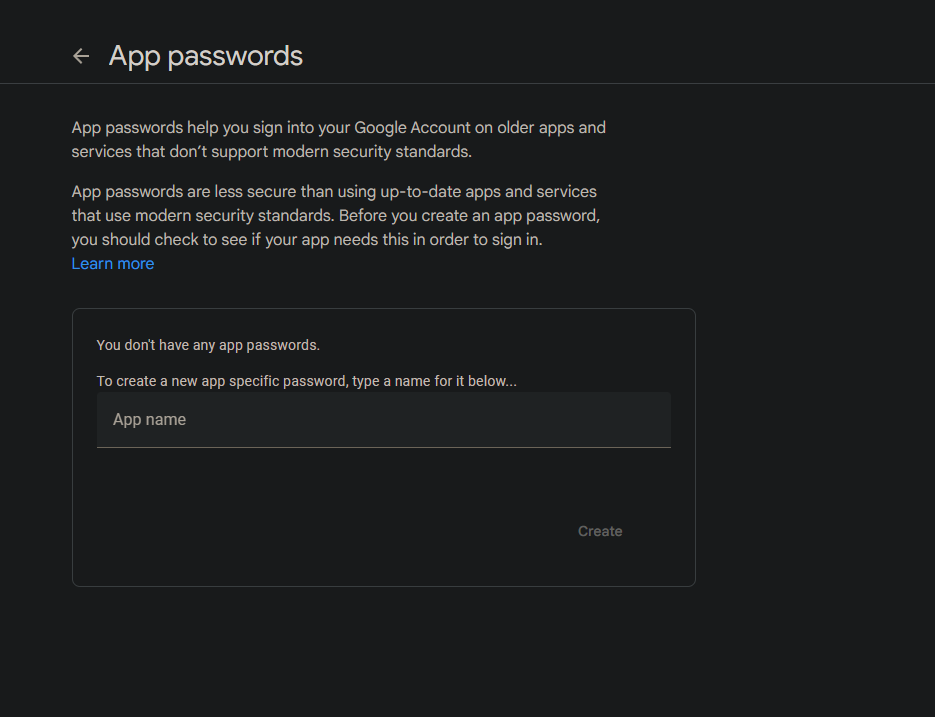 App passwords
App passwords help you sign into your Google Account on older apps and
services that don’t support modern security standards.
App passwords are less secure than using up-to-date apps and services
that use modern security standards. Before you create an app password,
you should check to see if your app needs this in order to sign in.
Learn more
You don't have any app passwords.
To create a new app specific password, type a name for it below...
App name
Create